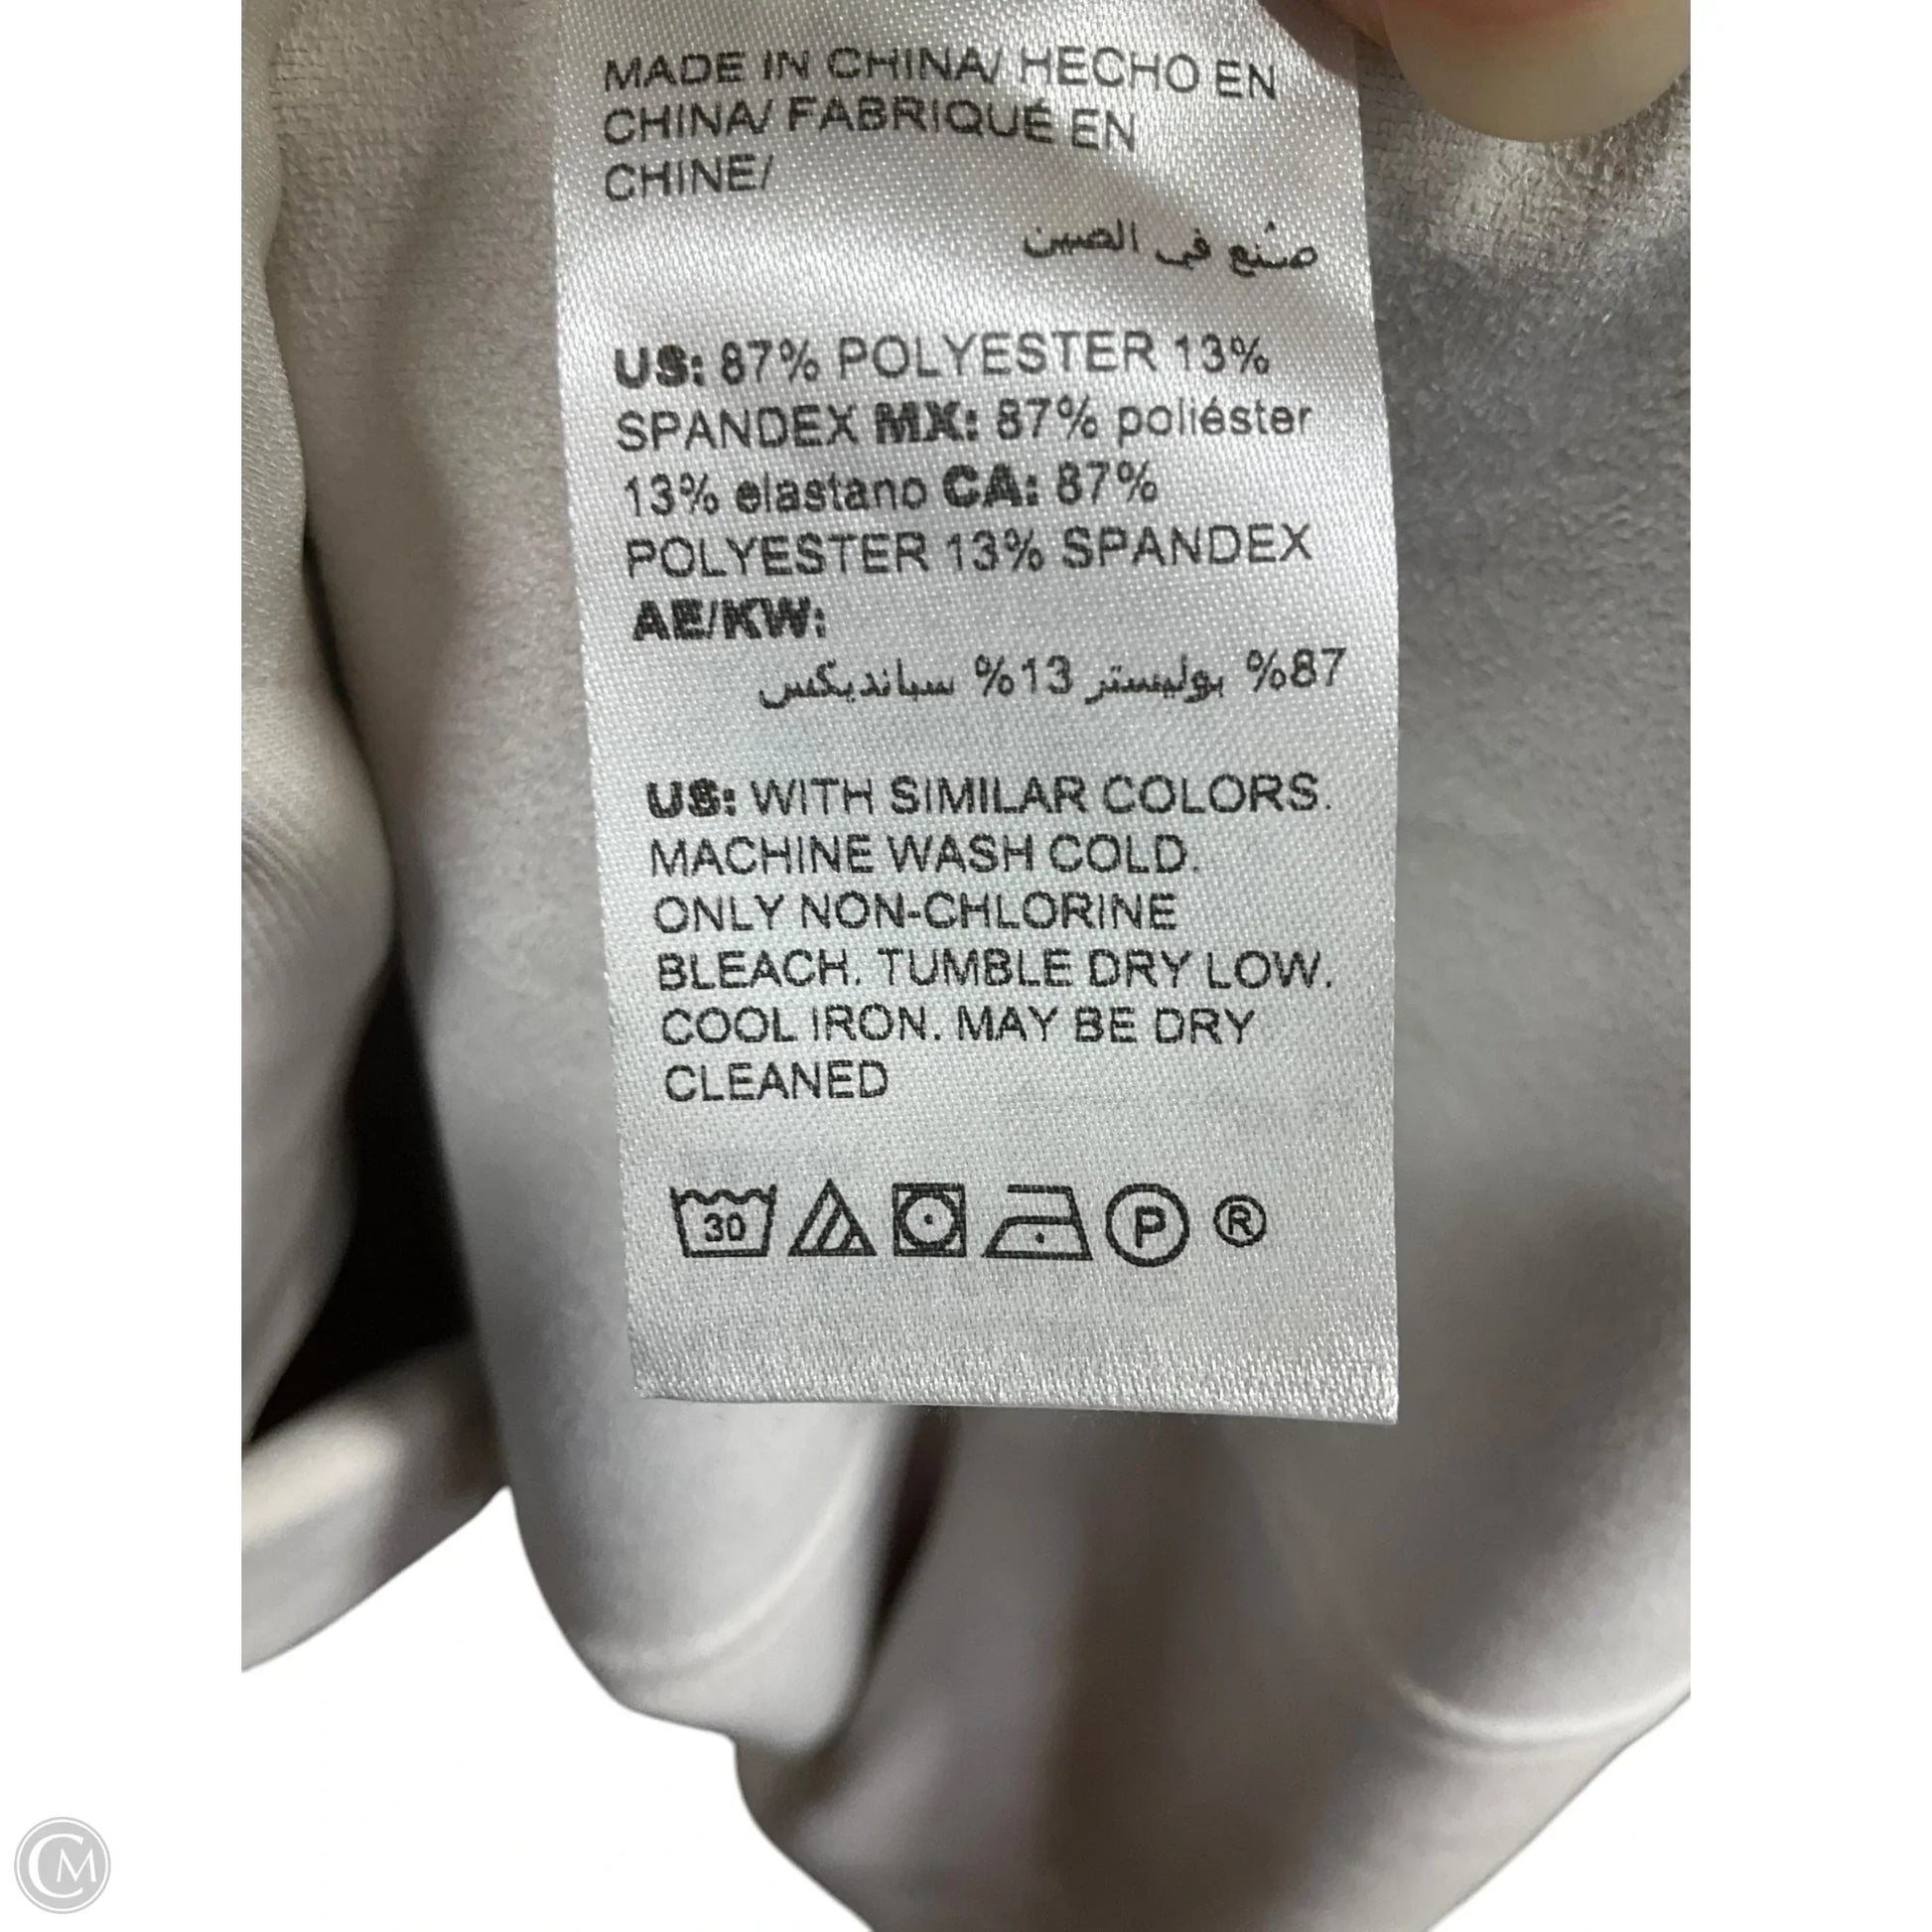 MADE IN CHINA/ HECHO EN
CHINA/ FABRIQUÉ EN
CHINE/
صنع في الصين
US: 87% POLYESTER 13%
SPANDEX MX: 87% poliéster
13% elastano CA: 87%
POLYESTER 13% SPANDEX
AE/KW:
87% بوليستر 13% سبانديكس
US: WITH SIMILAR COLORS.
MACHINE WASH COLD.
ONLY NON-CHLORINE
BLEACH. TUMBLE DRY LOW.
COOL IRON. MAY BE DRY
CLEANED
30 P ®
CM